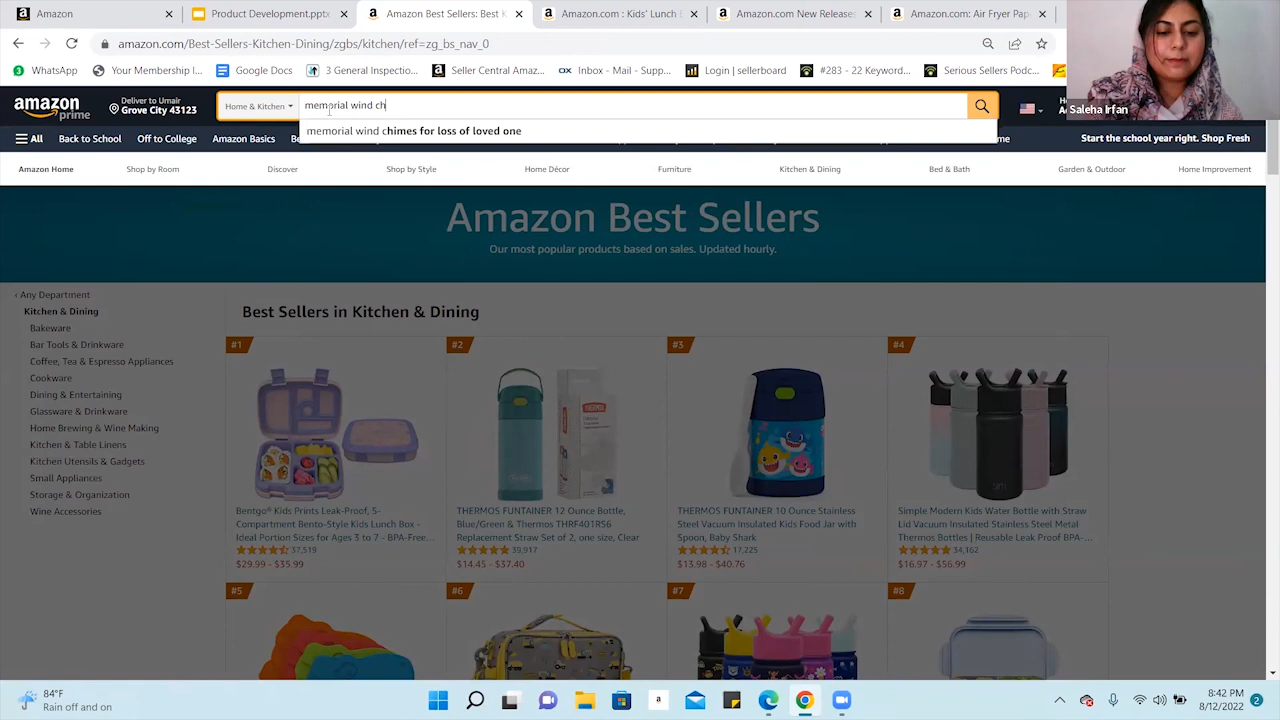 Amazon
Product Development.pptx
Amazon Best Sellers: Best K
Amazon.com : Kids' Lunch B
Amazon.com New Releases
Amazon.com: Air Fryer Pap
amazon.com/Best-Sellers-Kitchen-Dining/zgbs/kitchen/ref=zg_bs_nav_0
WhatsApp
Your Membership I...
Google Docs
3 General Inspectio...
Seller Central Amaz...
Inbox - Mail - Supp...
Login | sellerboard
#283 - 22 Keyword...
Serious Sellers Podc...
Saleha Irfan
amazon prime
Deliver to Umair
Grove City 43123
Home & Kitchen
memorial wind ch
memorial wind chimes for loss of loved one
All
Back to School
Amazon Home
Amazon Basics
Start the school year. Shop Fresh
Amazon Home
Shop by Room
Discover
Shop by Style
Home Décor
Furniture
Kitchen & Dining
Bed & Bath
Garden & Outdoor
Home Improvement
Amazon Best Sellers
Our most popular products based on sales. Updated hourly.
‹ Any Department
Kitchen & Dining
Bakeware
Bar Tools & Drinkware
Coffee, Tea & Espresso Appliances
Cookware
Dining & Entertaining
Glassware & Drinkware
Home Brewing & Wine Making
Kitchen & Table Linens
Kitchen Utensils & Gadgets
Small Appliances
Storage & Organization
Wine Accessories
Best Sellers in Kitchen & Dining
#1
#2
#3
#4
Bentgo® Kids Prints Leak-Proof, 5-
Compartment Bento-Style Kids Lunch Box -
Ideal Portion Sizes for Ages 3 to 7 - BPA-Free...
37,519
$29.99 - $35.99
THERMOS FUNTAINER 12 Ounce Bottle,
Blue/Green & Thermos THRF401RS6
Replacement Straw Set of 2, one size, Clear
39,917
$14.45 - $37.40
THERMOS FUNTAINER 10 Ounce Stainless
Steel Vacuum Insulated Kids Food Jar with
Spoon, Baby Shark
17,225
$13.98 - $40.76
Simple Modern Kids Water Bottle with Straw
Lid Vacuum Insulated Stainless Steel Metal
Thermos Bottles | Reusable Leak Proof BPA-...
34,162
$16.97 - $56.99
#5
#6
#7
#8
84°F
Rain off and on
8:42 PM
8/12/2022